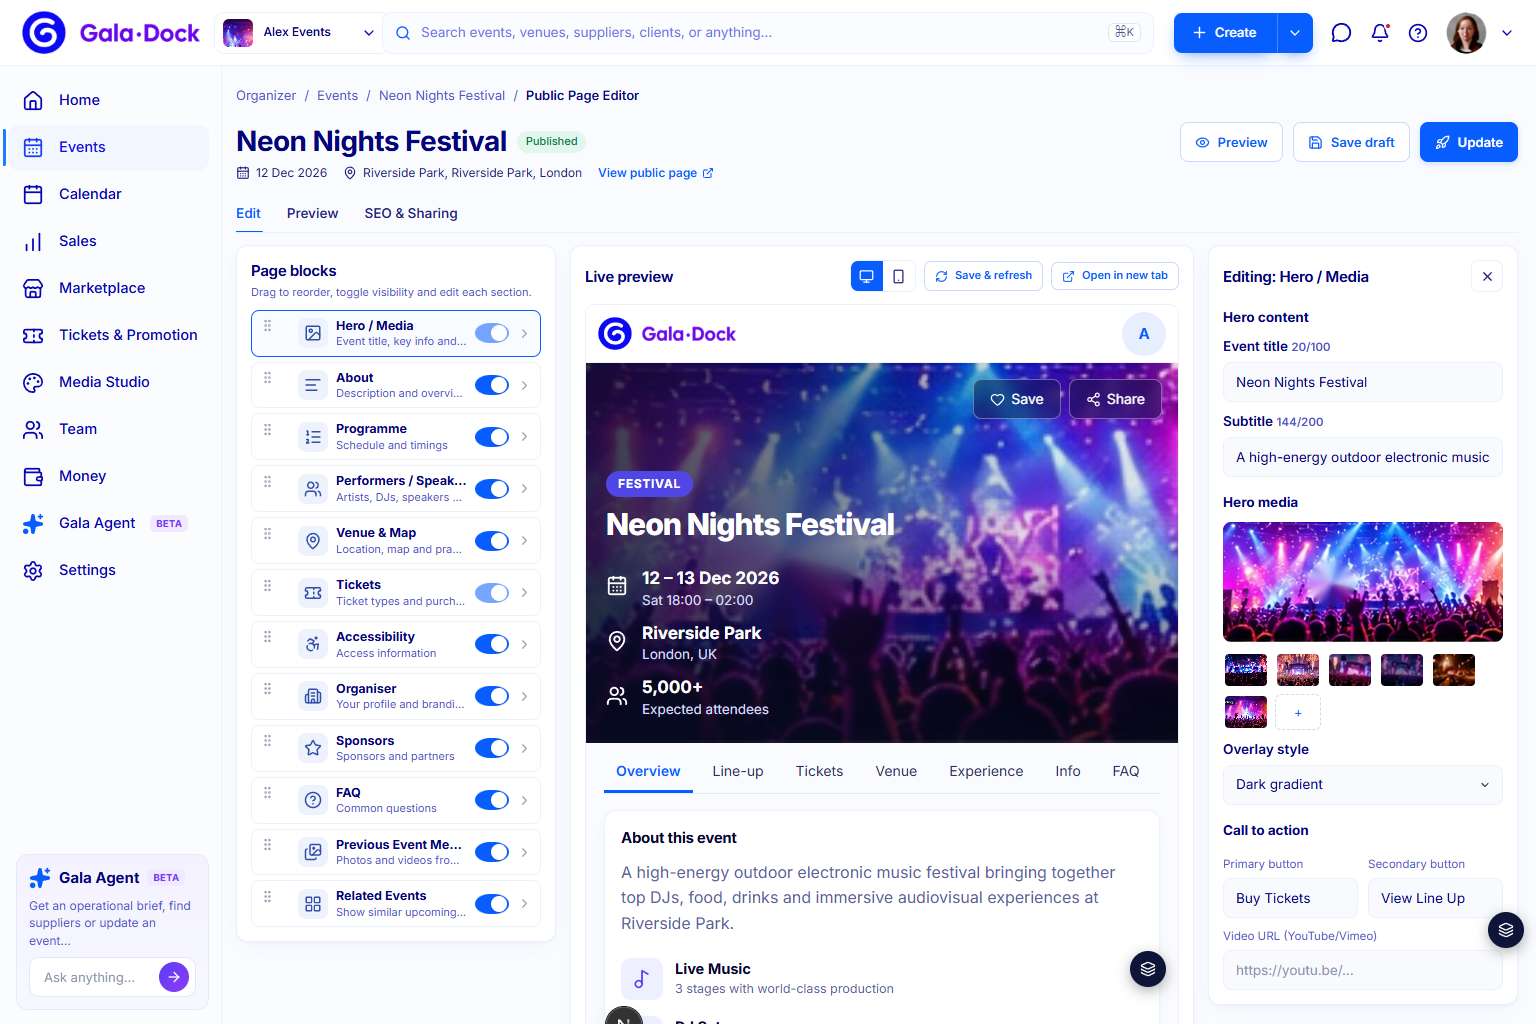 Gala·Dock
Alex Events
Search events, venues, suppliers, clients, or anything...
⌘K
Create
Home
Events
Calendar
Sales
Marketplace
Tickets & Promotion
Media Studio
Team
Money
Gala Agent BETA
Settings
Gala Agent BETA
Get an operational brief, find
suppliers or update an
event...
Ask anything...
Organizer / Events / Neon Nights Festival / Public Page Editor
Neon Nights Festival Published
12 Dec 2026 Riverside Park, Riverside Park, London View public page
Preview
Save draft
Update
Edit Preview SEO & Sharing
Page blocks
Drag to reorder, toggle visibility and edit each section.
Hero / Media
Event title, key info and...
About
Description and overvi...
Programme
Schedule and timings
Performers / Speak...
Artists, DJs, speakers ...
Venue & Map
Location, map and pra...
Tickets
Ticket types and purch...
Accessibility
Access information
Organiser
Your profile and brandi...
Sponsors
Sponsors and partners
FAQ
Common questions
Previous Event Me...
Photos and videos fro...
Related Events
Show similar upcoming...
Live preview
Save & refresh
Open in new tab
Gala·Dock
A
Save
Share
FESTIVAL
Neon Nights Festival
12 – 13 Dec 2026
Sat 18:00 – 02:00
Riverside Park
London, UK
5,000+
Expected attendees
Overview Line-up Tickets Venue Experience Info FAQ
About this event
A high-energy outdoor electronic music festival bringing together
top DJs, food, drinks and immersive audiovisual experiences at
Riverside Park.
Live Music
3 stages with world-class production
Editing: Hero / Media
Hero content
Event title 20/100
Neon Nights Festival
Subtitle 144/200
A high-energy outdoor electronic music
Hero media
+
Overlay style
Dark gradient
Call to action
Primary button Secondary button
Buy Tickets View Line Up
Video URL (YouTube/Vimeo)
https://youtu.be/...